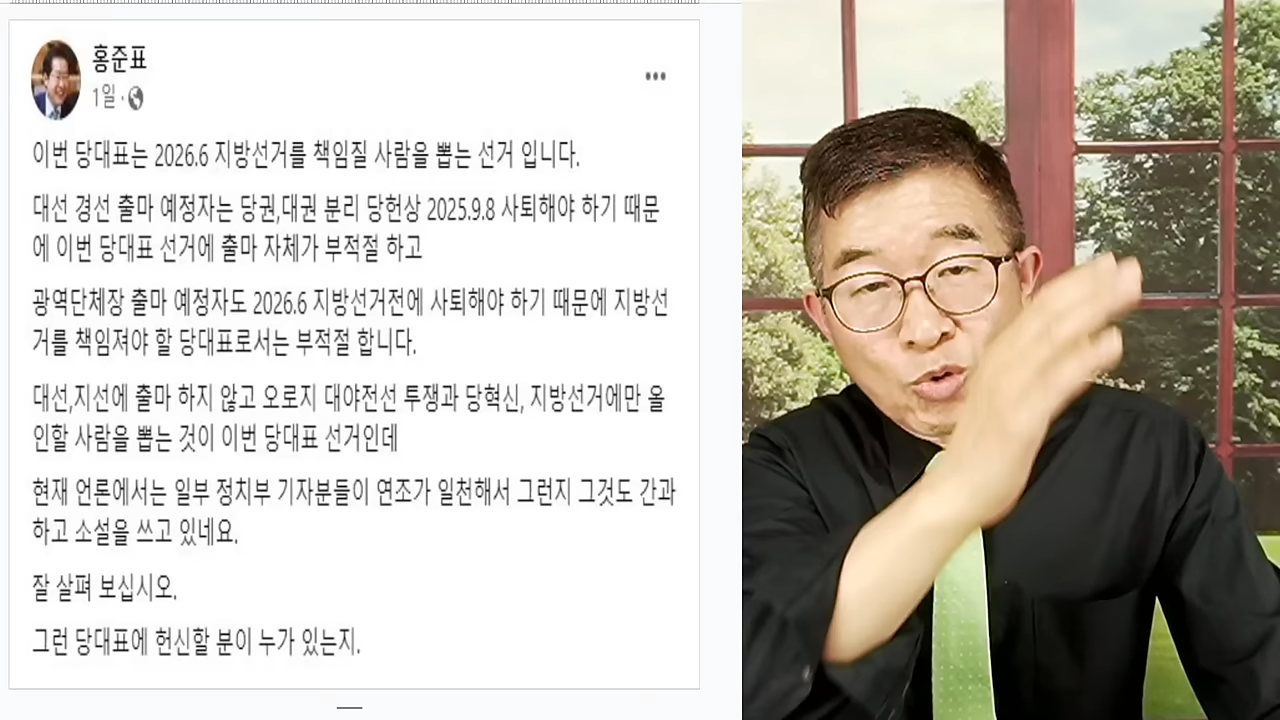 홍준표
1일 ·
이번 당대표는 2026.6 지방선거를 책임질 사람을 뽑는 선거 입니다.
대선 경선 출마 예정자는 당권,대권 분리 당헌상 2025.9.8 사퇴해야 하기 때문
에 이번 당대표 선거에 출마 자체가 부적절 하고
광역단체장 출마 예정자도 2026.6 지방선거전에 사퇴해야 하기 때문에 지방선
거를 책임져야 할 당대표로서는 부적절 합니다.
대선,지선에 출마 하지 않고 오로지 대야전선 투쟁과 당혁신, 지방선거에만 올
인할 사람을 뽑는 것이 이번 당대표 선거인데
현재 언론에서는 일부 정치부 기자분들이 연조가 일천해서 그런지 그것도 간과
하고 소설을 쓰고 있네요.
잘 살펴 보십시오.
그런 당대표에 헌신할 분이 누가 있는지.